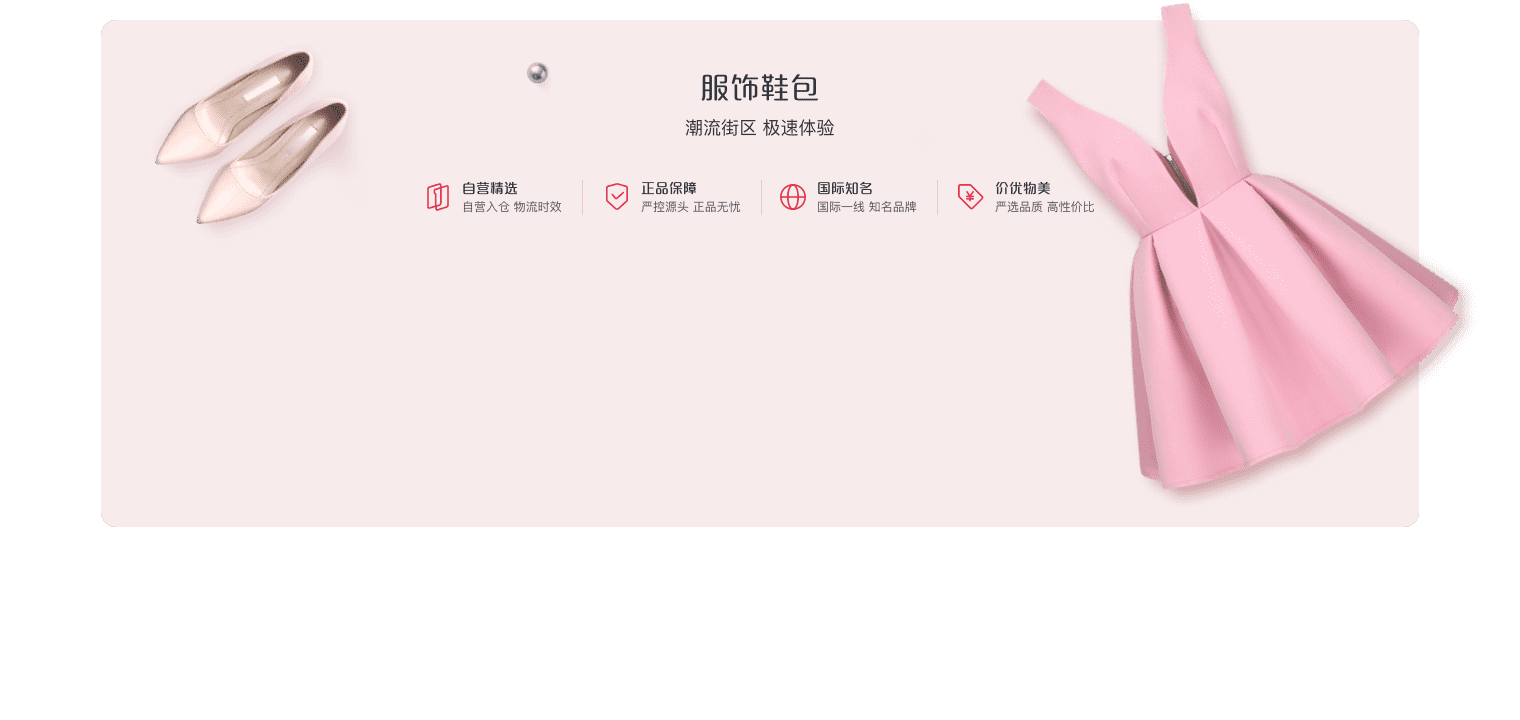 服饰鞋包
潮流街区 极速体验
自营精选
自营入仓 物流时效
正品保障
严控源头 正品无忧
国际知名
国际一线 知名品牌
¥
价优物美
严选品质 高性价比